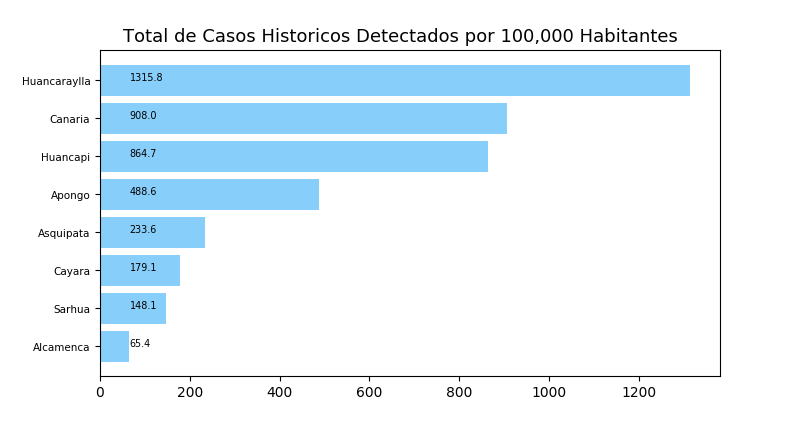 Total de Casos Historicos Detectados por 100,000 Habitantes
Huancaraylla 1315.8
Canaria 908.0
Huancapi 864.7
Apongo 488.6
Asquipata 233.6
Cayara 179.1
Sarhua 148.1
Alcamenca 65.4
0 200 400 600 800 1000 1200